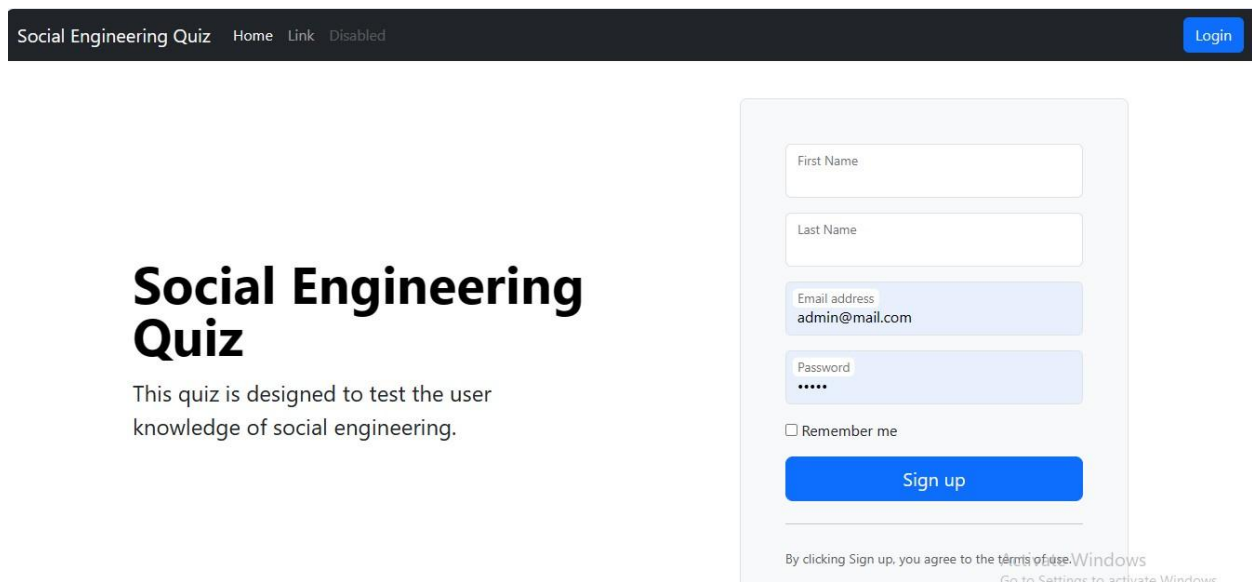 Social Engineering Quiz Home Link Disabled Login
First Name
Last Name
Social Engineering
Quiz
This quiz is designed to test the user
knowledge of social engineering.
Email address
admin@mail.com
Password
•••••
Remember me
Sign up
By clicking Sign up, you agree to the terms of use.
Activate Windows
Go to Settings to activate Windows.